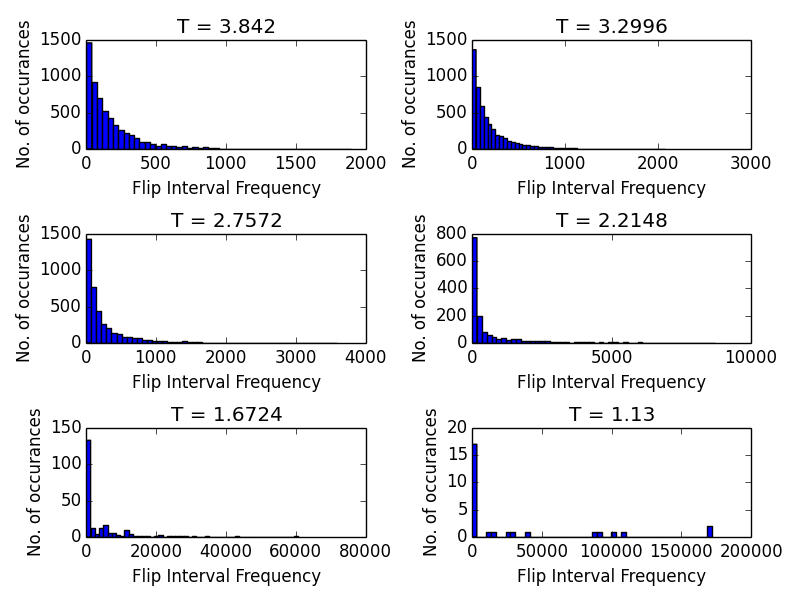 T = 3.842
No. of occurances
1500
1000
500
0
0 500 1000 1500 2000
Flip Interval Frequency
T = 3.2996
No. of occurances
1500
1000
500
0
0 1000 2000 3000
Flip Interval Frequency
T = 2.7572
No. of occurances
1500
1000
500
0
0 1000 2000 3000 4000
Flip Interval Frequency
T = 2.2148
No. of occurances
800
600
400
200
0
0 5000 10000
Flip Interval Frequency
T = 1.6724
No. of occurances
150
100
50
0
0 20000 40000 60000 80000
Flip Interval Frequency
T = 1.13
No. of occurances
20
15
10
5
0
0 50000 100000 150000 200000
Flip Interval Frequency